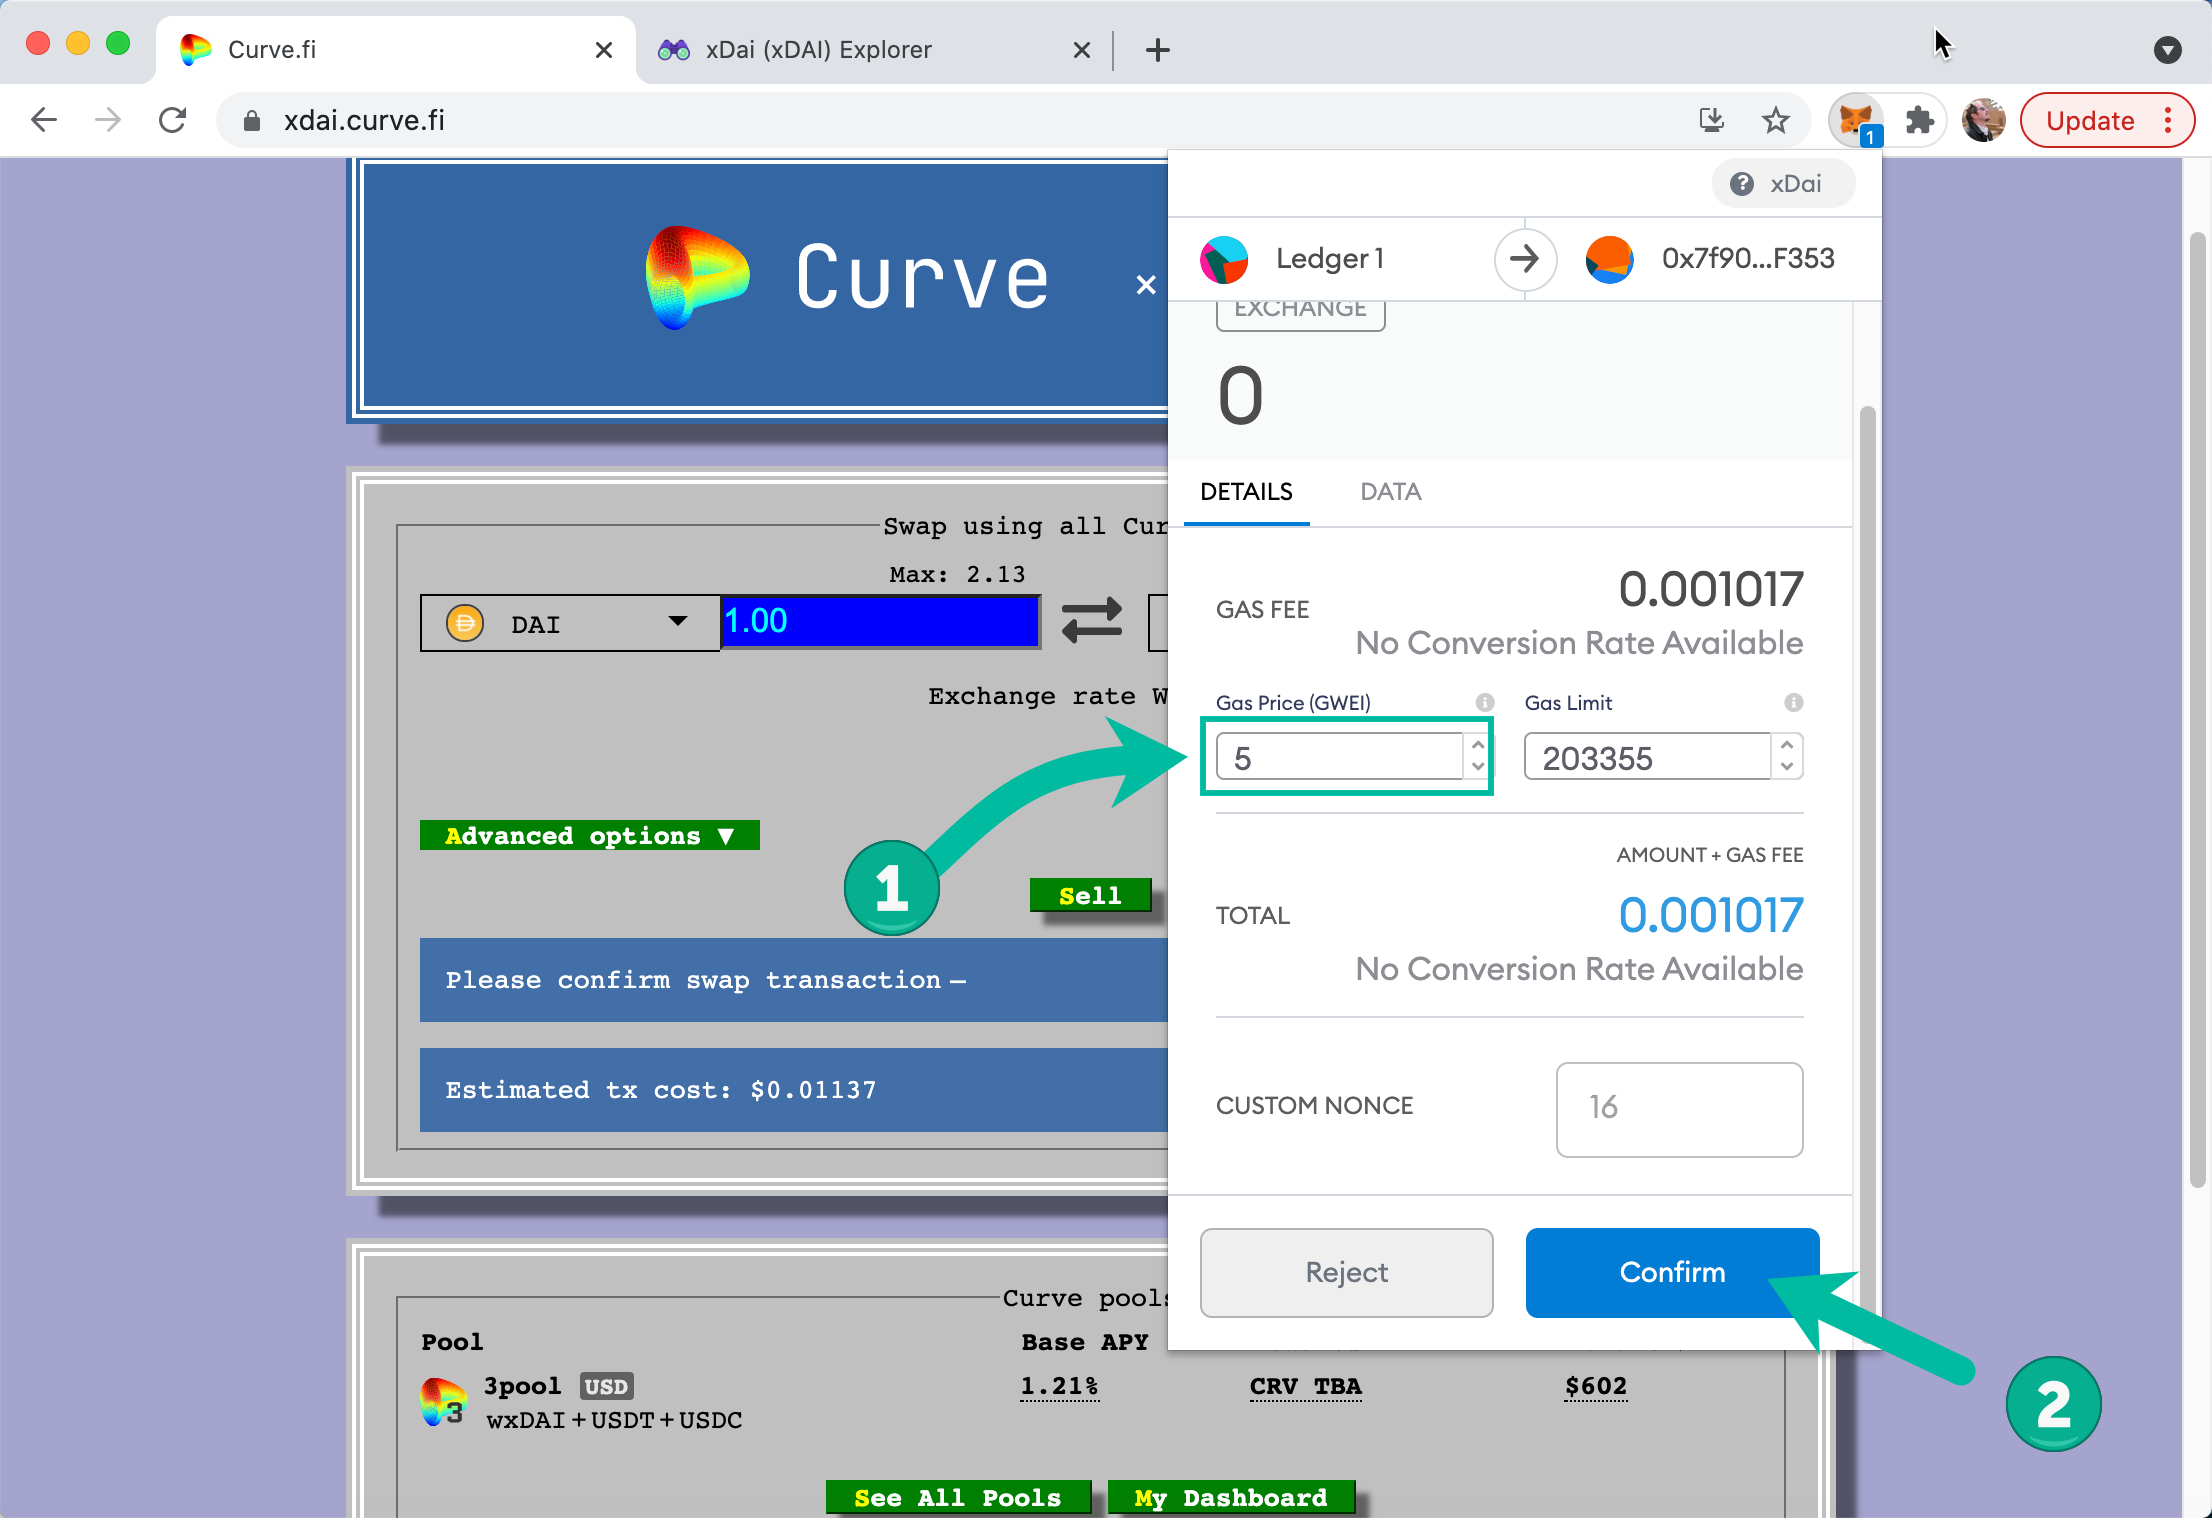 Curve.fi
xDai (xDAI) Explorer
xdai.curve.fi
1
Update
xDai
Ledger 1
0x7f90...F353
Curve ×
EXCHANGE
0
DETAILS
DATA
Swap using all Cur
Max: 2.13
DAI
1.00
Exchange rate W
GAS FEE
0.001017
No Conversion Rate Available
Gas Price (GWEI)
Gas Limit
5
203355
Advanced options ▼
1
Sell
AMOUNT + GAS FEE
TOTAL
0.001017
No Conversion Rate Available
Please confirm swap transaction –
Estimated tx cost: $0.01137
CUSTOM NONCE
16
Reject
Confirm
2
Curve pools
Pool
Base APY
3pool USD
1.21%
CRV TBA
$602
3
wxDAI+USDT+USDC
See All Pools
My Dashboard